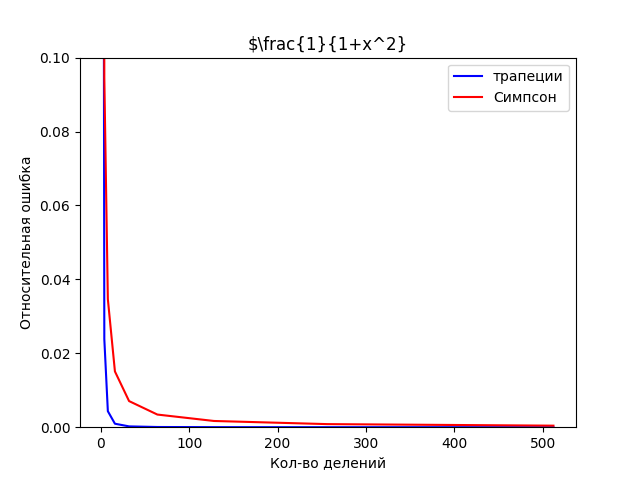 $\frac{1}{1+x^2}
трапеции
Симпсон
0.10
0.08
0.06
0.04
0.02
0.00
Относительная ошибка
0
100
200
300
400
500
Кол-во делений